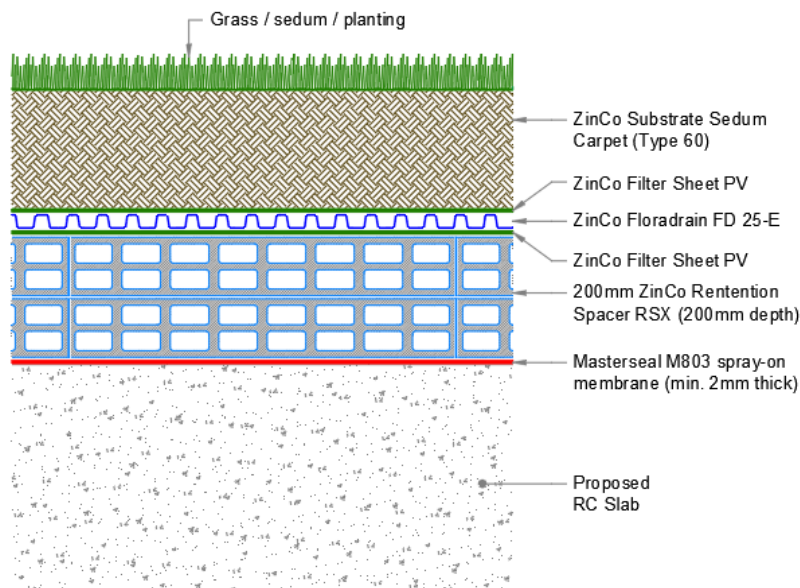 Grass / sedum / planting
ZinCo Substrate Sedum
Carpet (Type 60)
ZinCo Filter Sheet PV
ZinCo Floradrain FD 25-E
ZinCo Filter Sheet PV
200mm ZinCo Rentention
Spacer RSX (200mm depth)
Masterseal M803 spray-on
membrane (min. 2mm thick)
Proposed
RC Slab